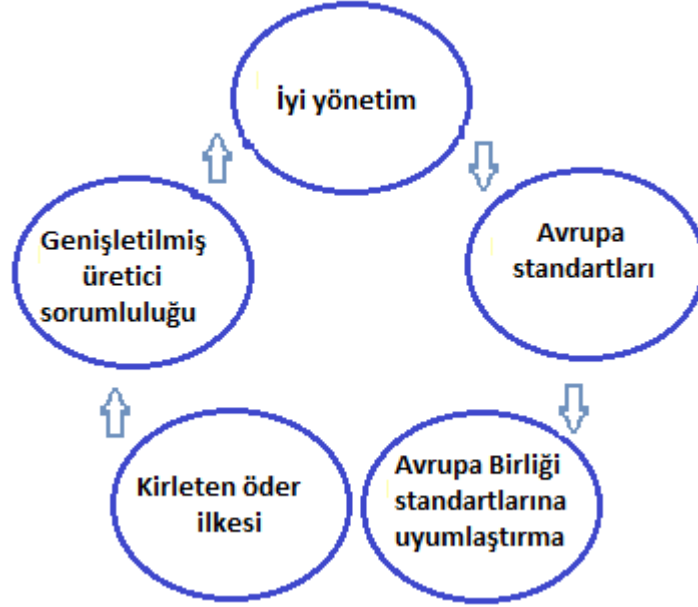 İyi yönetim
Avrupa
standartları
Avrupa Birliği
standartlarına
uyumlaştırma
Kirleten öder
ilkesi
Genişletilmiş
üretici
sorumluluğu